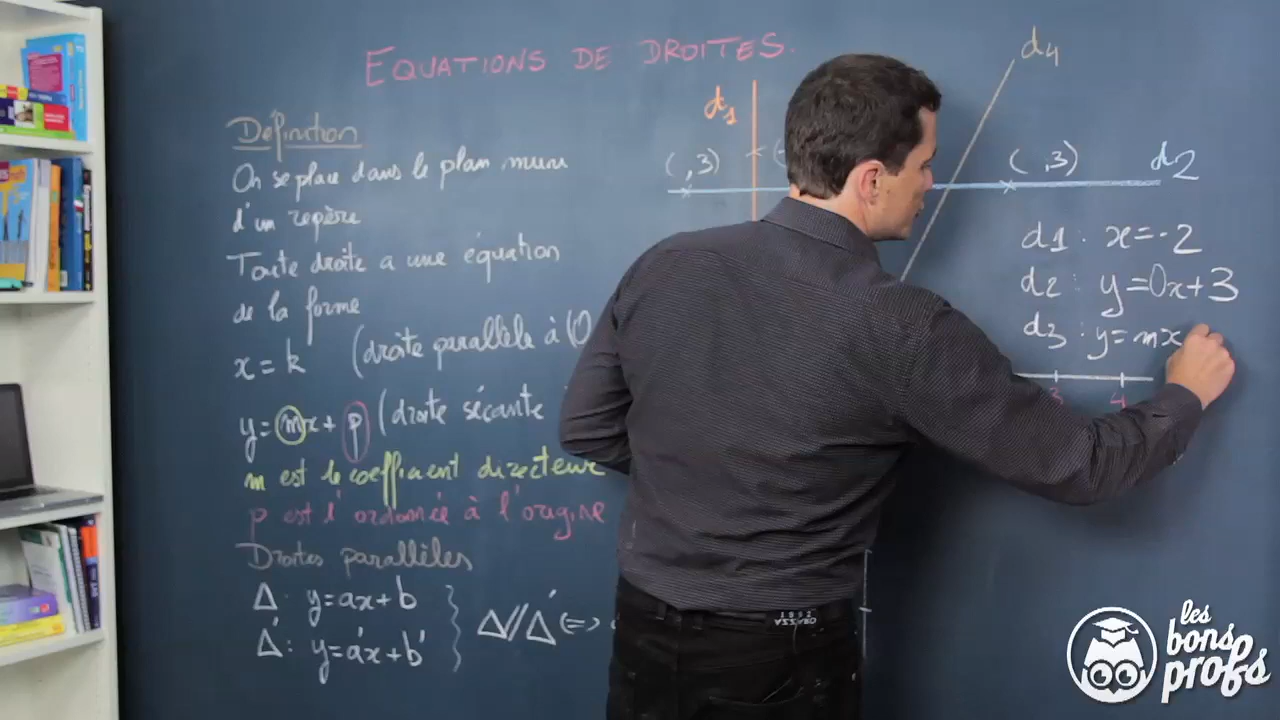 EQUATIONS DE DROITES.
Définition
On se place dans le plan muni
d'un repère
Toute droite a une équation
de la forme
x = k (droite parallèle à (O
y = mx + p (droite sécante
m est le coefficient directeur
p est l'ordonnée à l'origine
Droites parallèles
Δ : y = ax + b
Δ' : y = a'x + b'
Δ // Δ' <=>
d1
d4
( , 3)
( , 3)
d2
d1 : x = -2
d2 : y = 0x + 3
d3 : y = mx
3 4
les
bons
profs